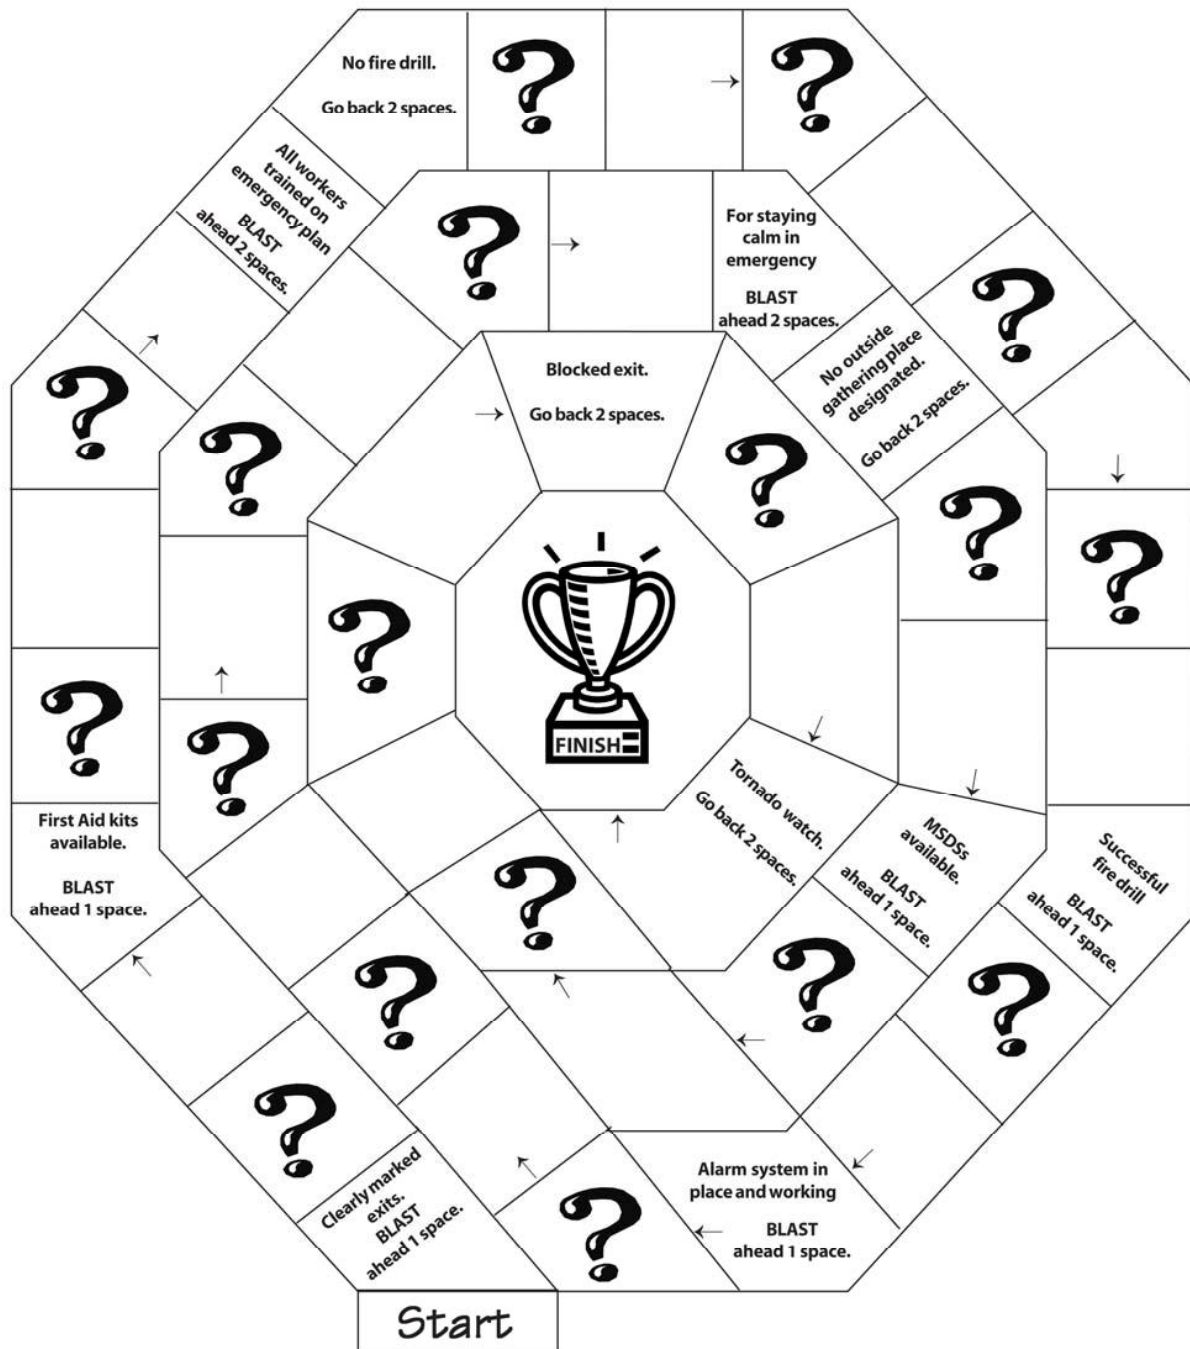 No fire drill.
Go back 2 spaces.
All workers
trained on
emergency plan
BLAST
ahead 2 spaces.
For staying
calm in
emergency
BLAST
ahead 2 spaces.
No outside
gathering place
designated.
Go back 2 spaces.
Blocked exit.
Go back 2 spaces.
FINISH
Tornado watch.
Go back 2 spaces.
MSDSs
available.
BLAST
ahead 1 space.
Successful
fire drill
BLAST
ahead 1 space.
First Aid kits
available.
BLAST
ahead 1 space.
Clearly marked
exits.
BLAST
ahead 1 space.
Alarm system in
place and working
BLAST
ahead 1 space.
Start